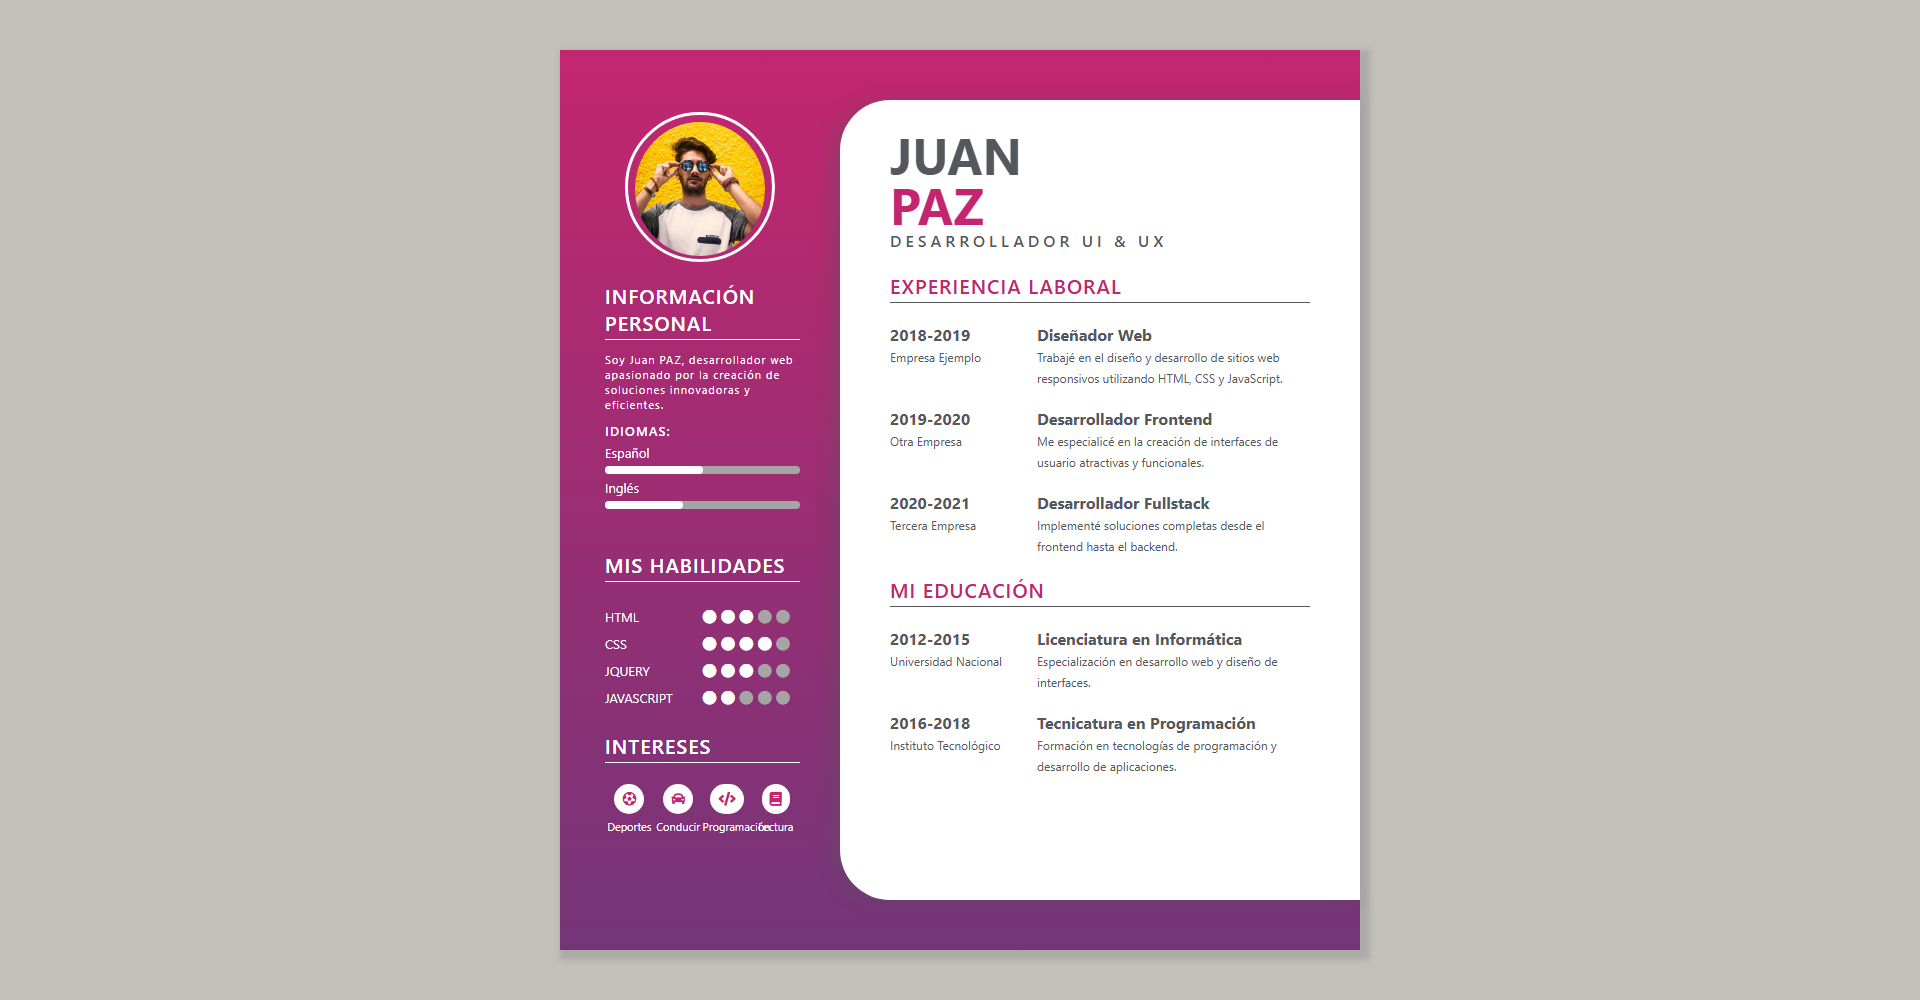 INFORMACIÓN
PERSONAL
Soy Juan PAZ, desarrollador web
apasionado por la creación de
soluciones innovadoras y
eficientes.
IDIOMAS:
Español
Inglés
MIS HABILIDADES
HTML
CSS
JQUERY
JAVASCRIPT
INTERESES
Deportes Conducir Programación Lectura
JUAN
PAZ
DESARROLLADOR UI & UX
EXPERIENCIA LABORAL
2018-2019 Diseñador Web
Empresa Ejemplo Trabajé en el diseño y desarrollo de sitios web
responsivos utilizando HTML, CSS y JavaScript.
2019-2020 Desarrollador Frontend
Otra Empresa Me especialicé en la creación de interfaces de
usuario atractivas y funcionales.
2020-2021 Desarrollador Fullstack
Tercera Empresa Implementé soluciones completas desde el
frontend hasta el backend.
MI EDUCACIÓN
2012-2015 Licenciatura en Informática
Universidad Nacional Especialización en desarrollo web y diseño de
interfaces.
2016-2018 Tecnicatura en Programación
Instituto Tecnológico Formación en tecnologías de programación y
desarrollo de aplicaciones.